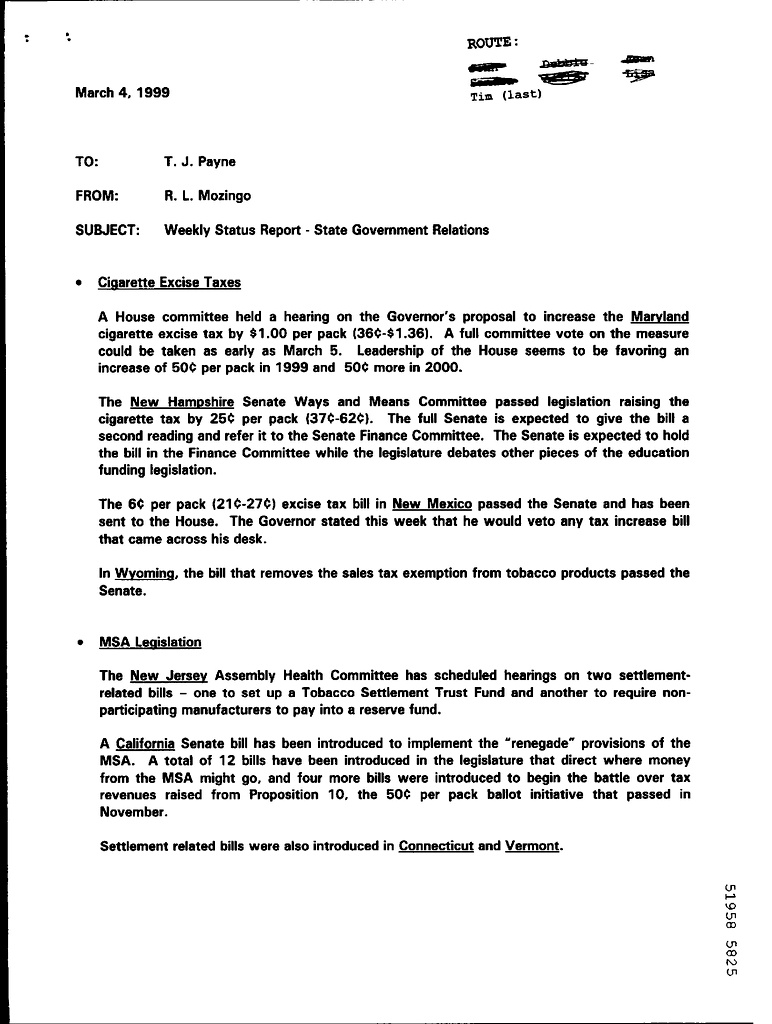 ROUTE:
Debbie
Lisa
Tim (last)
March 4, 1999
TO: T. J. Payne
FROM: R. L. Mozingo
SUBJECT: Weekly Status Report - State Government Relations
• Cigarette Excise Taxes
A House committee held a hearing on the Governor's proposal to increase the Maryland
cigarette excise tax by $1.00 per pack (36¢-$1.36). A full committee vote on the measure
could be taken as early as March 5. Leadership of the House seems to be favoring an
increase of 50¢ per pack in 1999 and 50¢ more in 2000.
The New Hampshire Senate Ways and Means Committee passed legislation raising the
cigarette tax by 25¢ per pack (37¢-62¢). The full Senate is expected to give the bill a
second reading and refer it to the Senate Finance Committee. The Senate is expected to hold
the bill in the Finance Committee while the legislature debates other pieces of the education
funding legislation.
The 6¢ per pack (21¢-27¢) excise tax bill in New Mexico passed the Senate and has been
sent to the House. The Governor stated this week that he would veto any tax increase bill
that came across his desk.
In Wyoming, the bill that removes the sales tax exemption from tobacco products passed the
Senate.
• MSA Legislation
The New Jersey Assembly Health Committee has scheduled hearings on two settlement-
related bills – one to set up a Tobacco Settlement Trust Fund and another to require non-
participating manufacturers to pay into a reserve fund.
A California Senate bill has been introduced to implement the "renegade" provisions of the
MSA. A total of 12 bills have been introduced in the legislature that direct where money
from the MSA might go, and four more bills were introduced to begin the battle over tax
revenues raised from Proposition 10, the 50¢ per pack ballot initiative that passed in
November.
Settlement related bills were also introduced in Connecticut and Vermont.
51958 5825